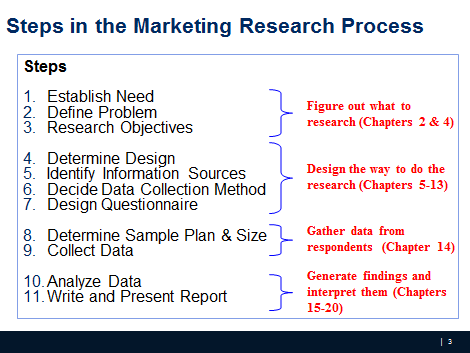 Steps in the Marketing Research Process
Steps
1. Establish Need
2. Define Problem
3. Research Objectives
Figure out what to
research (Chapters 2 & 4)
4. Determine Design
5. Identify Information Sources
6. Decide Data Collection Method
7. Design Questionnaire
Design the way to do the
research (Chapters 5-13)
8. Determine Sample Plan & Size
9. Collect Data
Gather data from
respondents (Chapter 14)
10. Analyze Data
11. Write and Present Report
Generate findings and
interpret them (Chapters
15-20)
| 3